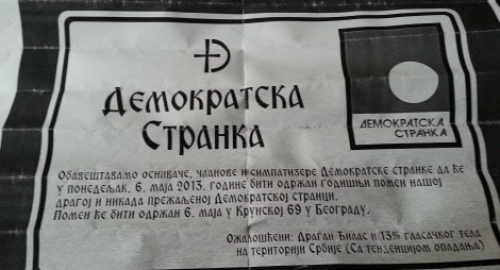 Демократска
Странка
ДЕМОКРАТСКА
СТРАНКА
Обавештавамо осниваче, чланове и симпатизере Демократске странке да ће
у понедељак, 6. маја 2013. године бити одржан годишњи помен нашој
драгој и никада прежаљеној Демократској странци.
Помен ће бити одржан 6. маја у Крунској 69 у Београду.
Ожалошћени: Драган Ђилас и 13% гласачког тела
на територији Србије (Са тенденцијом опадања)